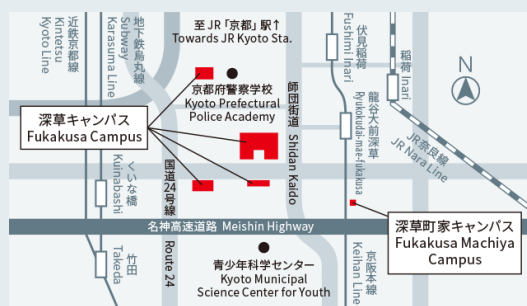 近鉄京都線
Kintetsu
Kyoto Line
地下鉄烏丸線
Subway
Karasuma Line
至JR「京都」駅↑
Towards JR Kyoto Sta.
伏見稲荷
Fushimi Inari
稲荷 Inari
N
京都府警察学校
Kyoto Prefectural
Police Academy
師団街道 Shidan Kaido
龍谷大前深草
Ryukokudai-mae-fukakusa
JR奈良線
JR Nara Line
深草キャンパス
Fukakusa Campus
くいな橋
Kuinabashi
国道24号線
Route 24
深草町家キャンパス
Fukakusa Machiya
Campus
名神高速道路 Meishin Highway
竹田
Takeda
青少年科学センター
Kyoto Municipal
Science Center for Youth
京阪本線
Keihan Line